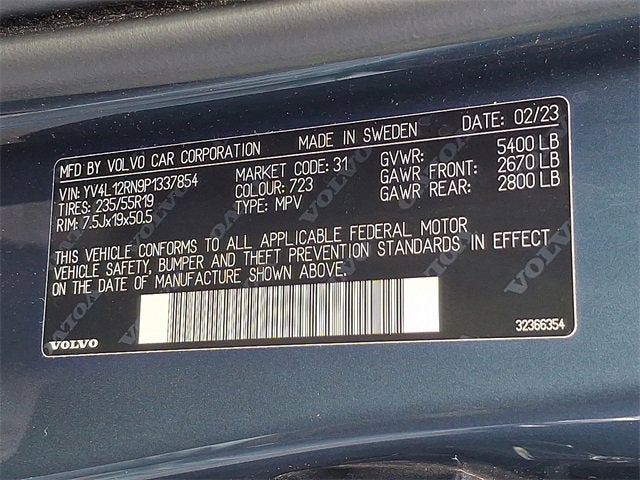 MFD BY VOLVO CAR CORPORATION MADE IN SWEDEN DATE: 02/23
VIN: YV4L12RN9P1337854 MARKET CODE: 31 GVWR: 5400 LB
TIRES: 235/55R19 COLOUR: 723 GAWR FRONT: 2670 LB
RIM: 7.5Jx19x50.5 TYPE: MPV GAWR REAR: 2800 LB
THIS VEHICLE CONFORMS TO ALL APPLICABLE FEDERAL MOTOR
VEHICLE SAFETY, BUMPER AND THEFT PREVENTION STANDARDS IN EFFECT
ON THE DATE OF MANUFACTURE SHOWN ABOVE.
VOLVO 32366354